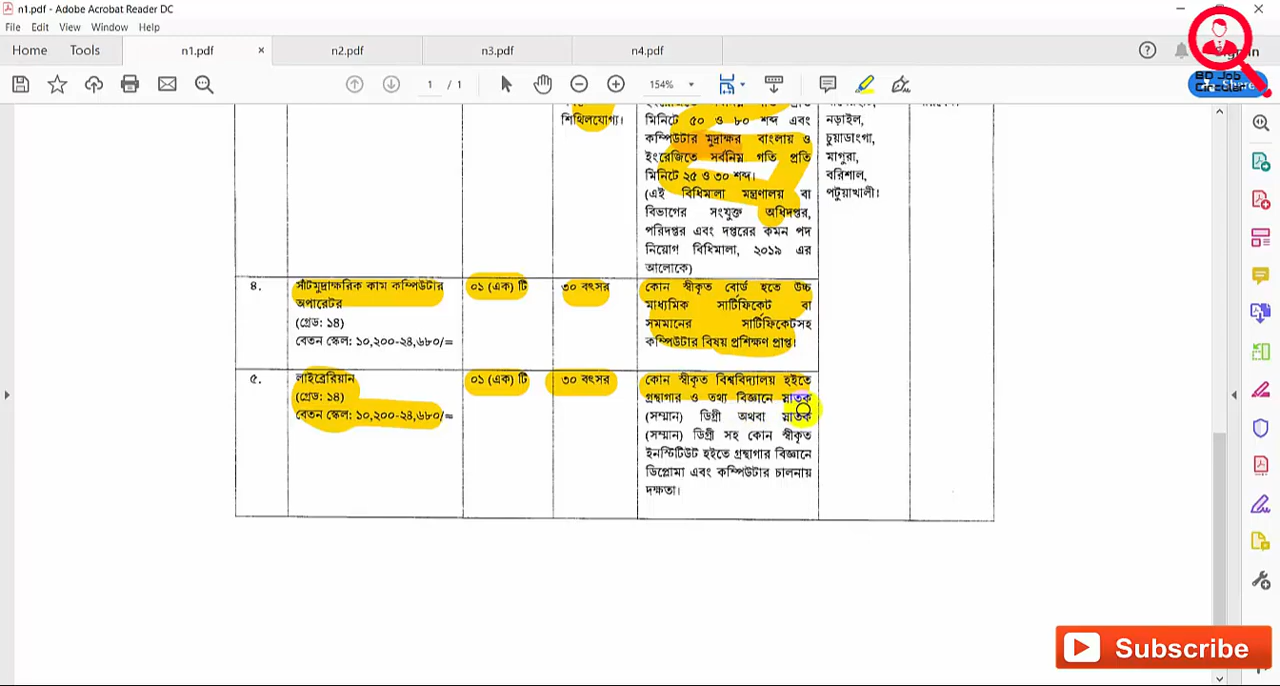 n1.pdf - Adobe Acrobat Reader DC
File Edit View Window Help
Home Tools n1.pdf × n2.pdf n3.pdf n4.pdf
1 / 1 154%
BD Job
Circular
শিথিলযোগ্য।
মিনিটে ৫০ ও ৮০ শব্দ এবং
কম্পিউটার মুদ্রাক্ষর বাংলায় ও
ইংরেজিতে সর্বনিম্ন গতি প্রতি
মিনিটে ২৫ ও ৩০ শব্দ।
(এই বিধিমালা মন্ত্রণালয় বা
বিভাগের সংযুক্ত অধিদপ্তর,
পরিদপ্তর এবং দপ্তরের কমন পদ
নিয়োগ বিধিমালা, ২০১৯ এর
আলোকে)
নড়াইল,
চুয়াডাংগা,
মাগুরা,
বরিশাল,
পটুয়াখালী।
৪.
সাঁটমুদ্রাক্ষরিক কাম কম্পিউটার
অপারেটর
(গ্রেড: ১৪)
বেতন স্কেল: ১০,২০০-২৪,৬৮০/=
০১ (এক) টি
৩০ বৎসর
কোন স্বীকৃত বোর্ড হতে উচ্চ
মাধ্যমিক সার্টিফিকেট বা
সমমানের সার্টিফিকেটসহ
কম্পিউটার বিষয় প্রশিক্ষণ প্রাপ্ত।
৫.
লাইব্রেরিয়ান
(গ্রেড: ১৪)
বেতন স্কেল: ১০,২০০-২৪,৬৮০/=
০১ (এক) টি
৩০ বৎসর
কোন স্বীকৃত বিশ্ববিদ্যালয় হইতে
গ্রন্থাগার ও তথ্য বিজ্ঞানে স্নাতক
(সম্মান) ডিগ্রী অথবা স্নাতক
(সম্মান) ডিগ্রী সহ কোন স্বীকৃত
ইনস্টিটিউট হইতে গ্রন্থাগার বিজ্ঞানে
ডিপ্লোমা এবং কম্পিউটার চালনায়
দক্ষতা।
Subscribe